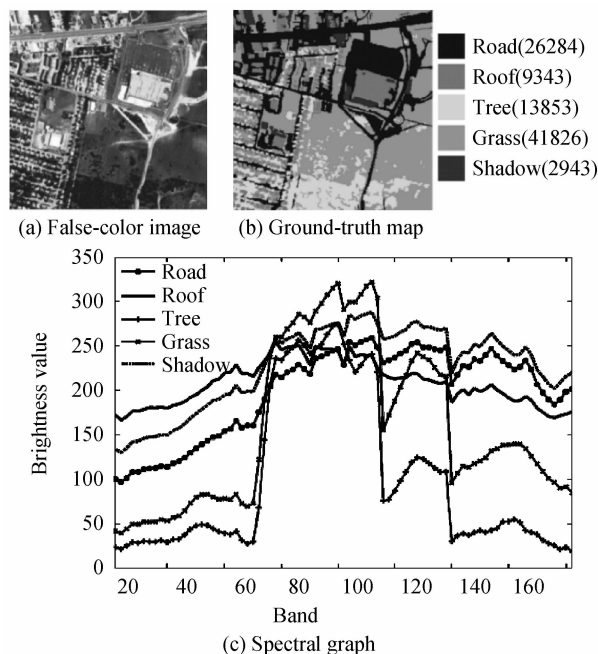 Road(26284)
Roof(9343)
Tree(13853)
Grass(41826)
Shadow(2943)
(a) False-color image
(b) Ground-truth map
350
300
250
200
150
100
50
0
Brightness value
Road
Roof
Tree
Grass
Shadow
20 40 60 80 100 120 140 160
Band
(c) Spectral graph